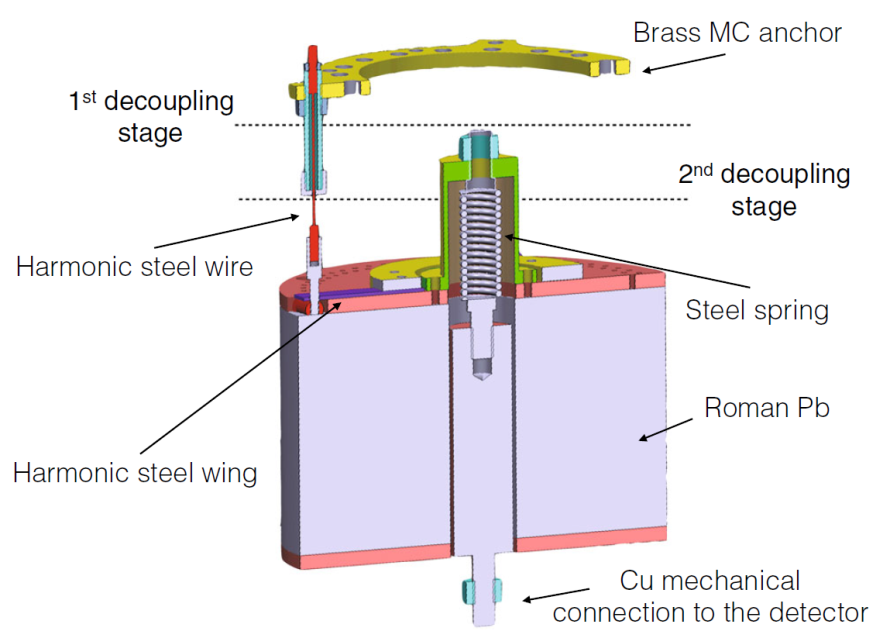 Brass MC anchor
1st decoupling
stage
2nd decoupling
stage
Harmonic steel wire
Steel spring
Roman Pb
Harmonic steel wing
Cu mechanical
connection to the detector